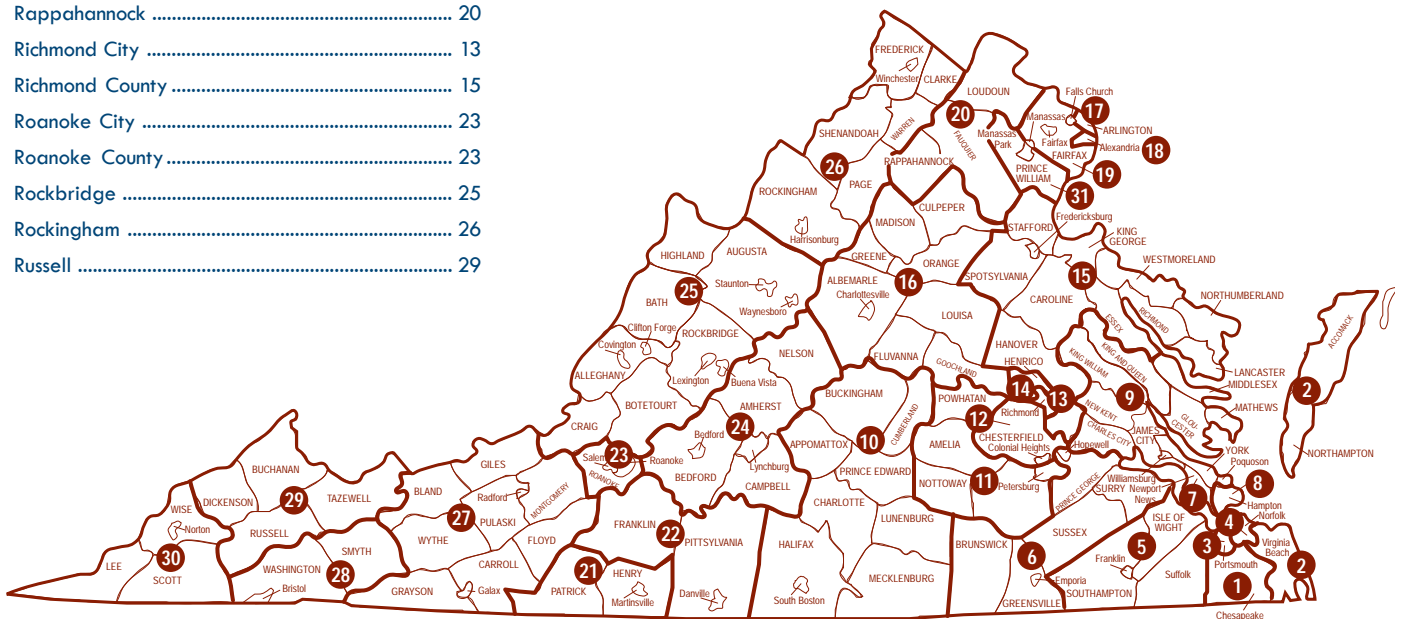 Rappahannock ........ 20
Richmond City ........ 13
Richmond County ........ 15
Roanoke City ........ 23
Roanoke County ........ 23
Rockbridge ........ 25
Rockingham ........ 26
Russell ........ 29
FREDERICK
Winchester
CLARKE
LOUDOUN
Falls Church
17
20
Manassas
ARLINGTON
SHENANDOAH
WARREN
FAUQUIER
Manassas
Park
Fairfax
Alexandria
18
FAIRFAX
RAPPAHANNOCK
26
PAGE
PRINCE
WILLIAM
19
ROCKINGHAM
31
CULPEPER
Fredericksburg
MADISON
STAFFORD
Harrisonburg
KING
GEORGE
AUGUSTA
HIGHLAND
GREENE
ORANGE
WESTMORELAND
SPOTSYLVANIA
15
ALBEMARLE
16
Staunton
25
Charlottesville
NORTHUMBERLAND
BATH
CAROLINE
Waynesboro
RICHMOND
LOUISA
ESSEX
Clifton Forge
ROCKBRIDGE
ACCOMACK
Covington
HANOVER
NELSON
FLUVANNA
HENRICO
KING AND QUEEN
KING WILLIAM
GOOCHLAND
LANCASTER
ALLEGHANY
Lexington
Buena Vista
MIDDLESEX
14
2
BUCKINGHAM
POWHATAN
13
9
BOTETOURT
AMHERST
MATHEWS
NEW KENT
CUMBERLAND
12
Richmond
GLOU-
CESTER
CRAIG
24
CHARLES CITY
JAMES
CITY
Bedford
10
CHESTERFIELD
APPOMATTOX
AMELIA
Colonial Heights
Hopewell
YORK
23
Salem
Roanoke
NORTHAMPTON
Poquoson
GILES
Lynchburg
BUCHANAN
PRINCE EDWARD
ROANOKE
BEDFORD
Williamsburg
8
11
NOTTOWAY
Petersburg
PRINCE GEORGE
CAMPBELL
SURRY
Newport
News
BLAND
Radford
MONTGOMERY
29
TAZEWELL
7
DICKENSON
CHARLOTTE
Hampton
WISE
Norfolk
27
PULASKI
FRANKLIN
LUNENBURG
ISLE OF
WIGHT
4
Norton
RUSSELL
22
SUSSEX
WYTHE
FLOYD
PITTSYLVANIA
HALIFAX
BRUNSWICK
5
3
Virginia
Beach
SMYTH
30
6
Franklin
LEE
CARROLL
Portsmouth
2
WASHINGTON
28
21
HENRY
Suffolk
SCOTT
MECKLENBURG
Emporia
1
Bristol
GRAYSON
Galax
PATRICK
Martinsville
Danville
South Boston
SOUTHAMPTON
GREENSVILLE
Chesapeake